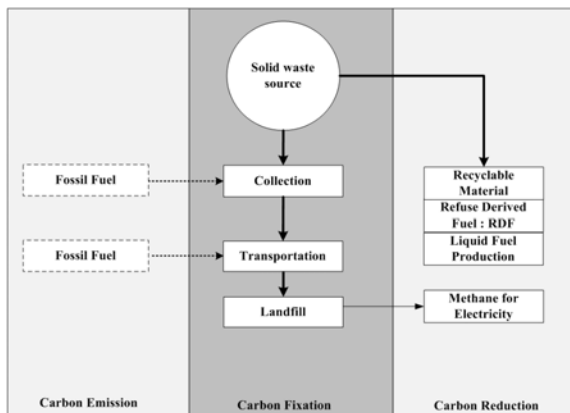 Solid waste
source
Fossil Fuel
Collection
Recyclable
Material
Refuse Derived
Fuel : RDF
Liquid Fuel
Production
Fossil Fuel
Transportation
Landfill
Methane for
Electricity
Carbon Emission
Carbon Fixation
Carbon Reduction